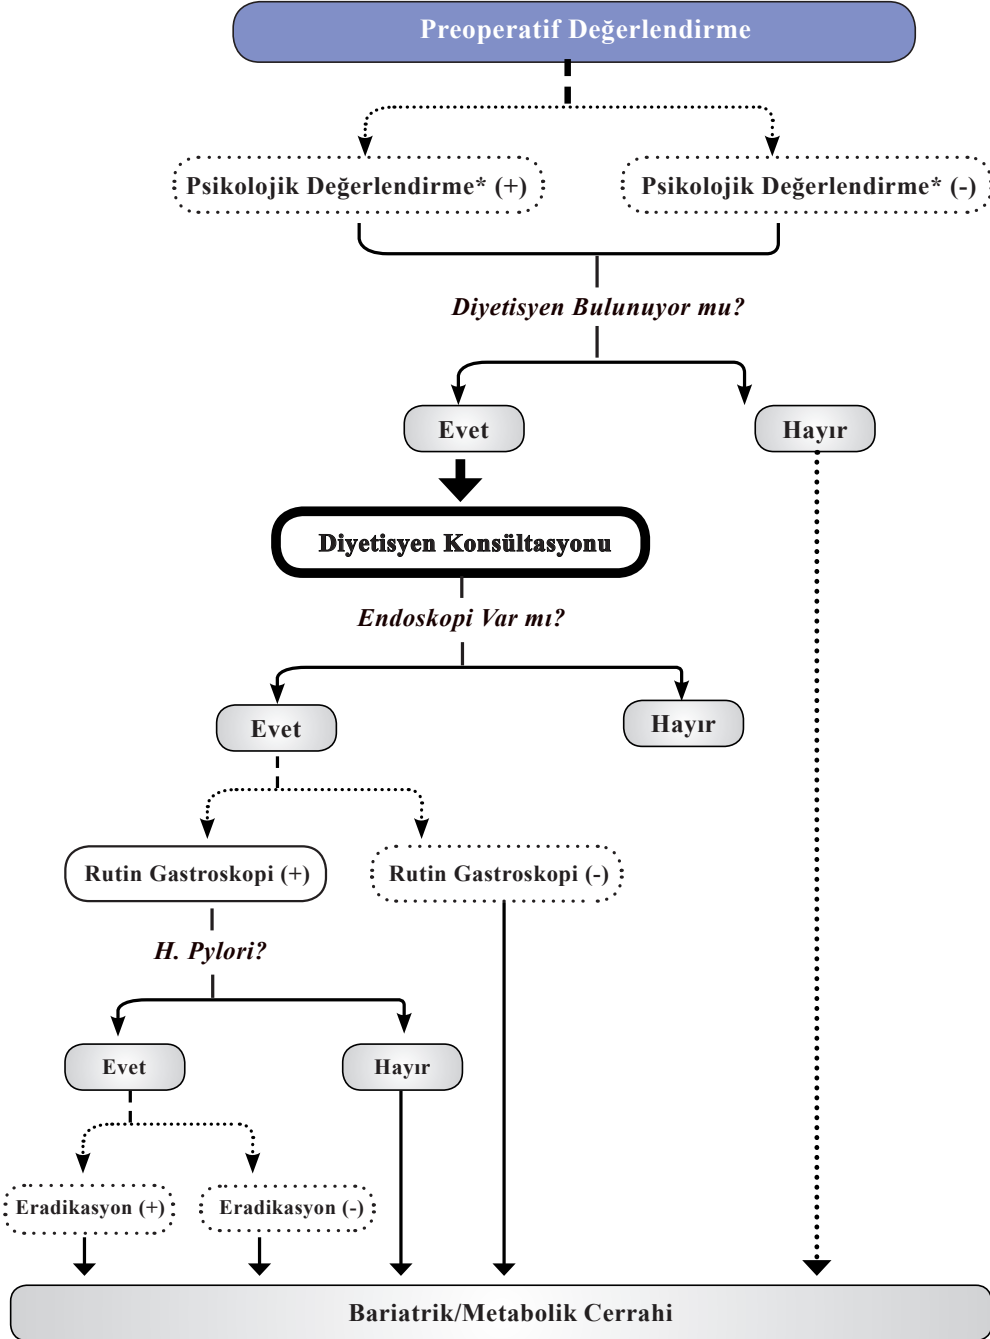 Preoperatif Değerlendirme
Psikolojik Değerlendirme* (+)
Psikolojik Değerlendirme* (-)
Diyetisyen Bulunuyor mu?
Evet
Hayır
Diyetisyen Konsültasyonu
Endoskopi Var mı?
Evet
Hayır
Rutin Gastroskopi (+)
Rutin Gastroskopi (-)
H. Pylori?
Evet
Hayır
Eradikasyon (+)
Eradikasyon (-)
Bariatrik/Metabolik Cerrahi